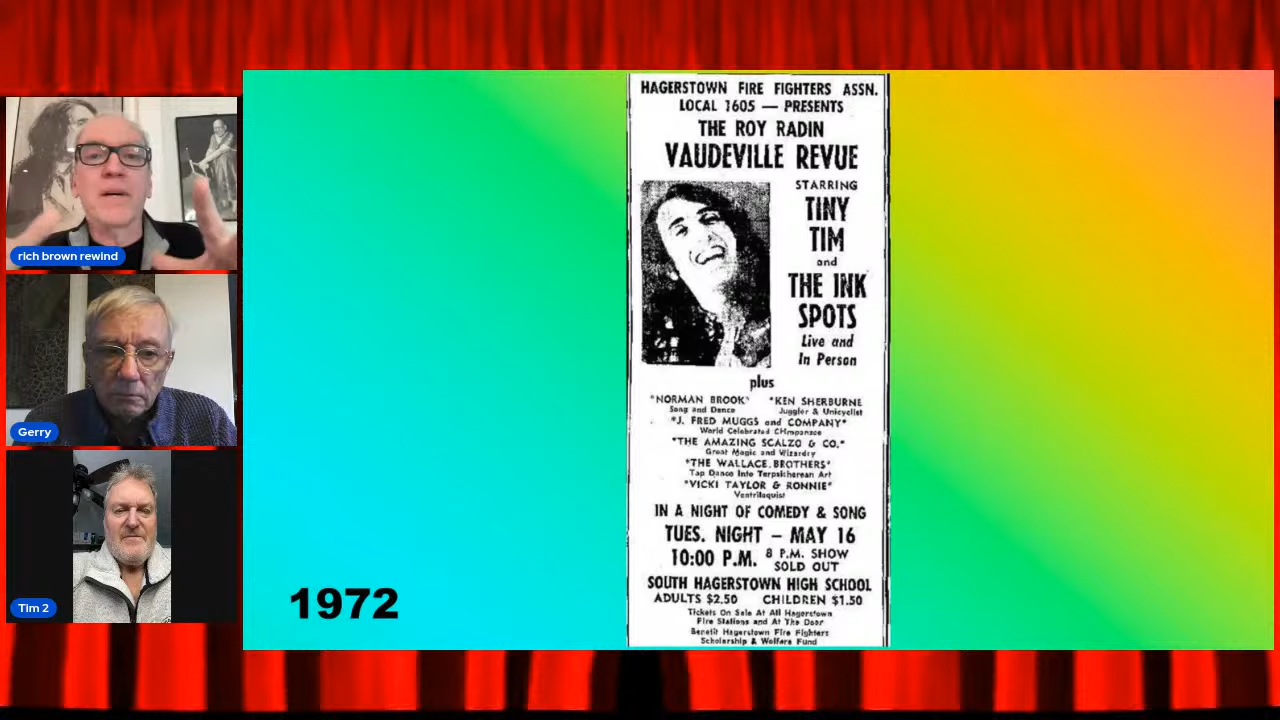 rich brown rewind
Gerry
Tim 2
1972
HAGERSTOWN FIRE FIGHTERS ASSN.
LOCAL 1605 — PRESENTS
THE ROY RADIN
VAUDEVILLE REVUE
STARRING
TINY
TIM
and
THE INK
SPOTS
Live and
In Person
plus
"NORMAN BROOK" "KEN SHERBURNE
Song and Dance Juggler & Unicyclist
"J. FRED MUGGS and COMPANY"
World Celebrated Chimpanzee
"THE AMAZING SCALZO & CO."
Great Magic and Wizardry
"THE WALLACE BROTHERS"
Tap Dance Into Terpsichorean Art
"VICKI TAYLOR & RONNIE"
Ventriloquist
IN A NIGHT OF COMEDY & SONG
TUES. NIGHT — MAY 16
10:00 P.M. 8 P.M. SHOW
SOLD OUT
SOUTH HAGERSTOWN HIGH SCHOOL
ADULTS $2.50 CHILDREN $1.50
Tickets On Sale At All Hagerstown
Fire Stations and At The Door
Benefit Hagerstown Fire Fighters
Scholarship & Welfare Fund